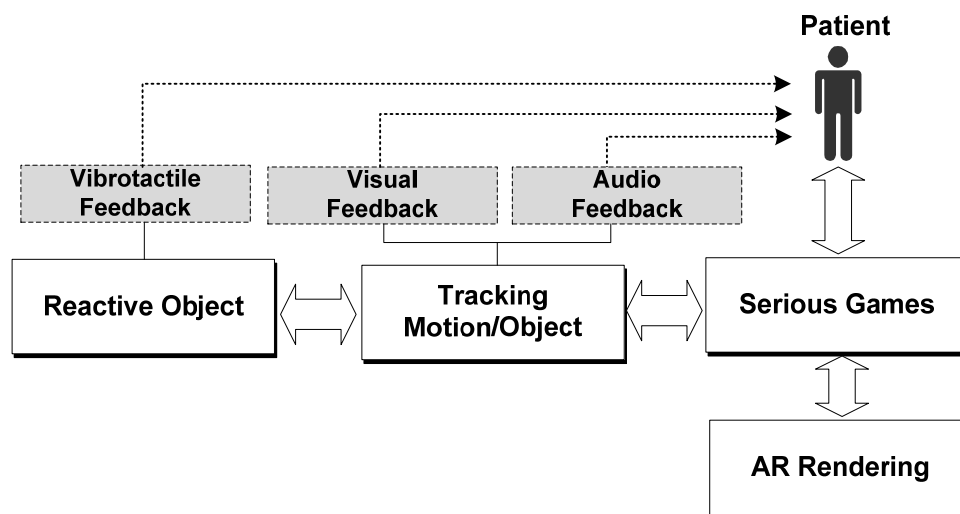 Patient
Vibrotactile
Feedback
Visual
Feedback
Audio
Feedback
Reactive Object
Tracking
Motion/Object
Serious Games
AR Rendering